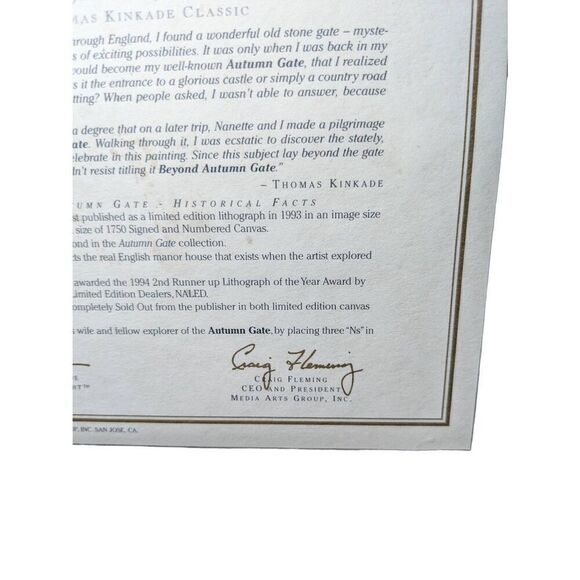 MAS KINKADE CLASSIC
rough England, I found a wonderful old stone gate – myste-
s of exciting possibilities. It was only when I was back in my
ould become my well-known Autumn Gate, that I realized
s it the entrance to a glorious castle or simply a country road
tting? When people asked, I wasn't able to answer, because
a degree that on a later trip, Nanette and I made a pilgrimage
ate. Walking through it, I was ecstatic to discover the stately,
elebrate in this painting. Since this subject lay beyond the gate
dn't resist titling it Beyond Autumn Gate."
– THOMAS KINKADE
TUMN GATE - HISTORICAL FACTS
st published as a limited edition lithograph in 1993 in an image size
size of 1750 Signed and Numbered Canvas.
ond in the Autumn Gate collection.
ts the real English manor house that exists when the artist explored
awarded the 1994 2nd Runner up Lithograph of the Year Award by
Limited Edition Dealers, NALED.
ompletely Sold Out from the publisher in both limited edition canvas
s wife and fellow explorer of the Autumn Gate, by placing three "Ns" in
Craig Fleming
CRAIG FLEMING
CEO AND PRESIDENT
RT™ MEDIA ARTS GROUP, INC.
P, INC. SAN JOSE, CA.